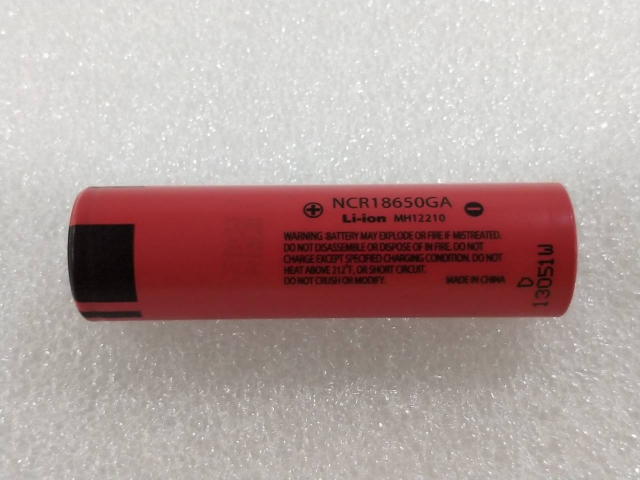 ⊕ NCR18650GA ⊖
Li-ion MH12210
WARNING :BATTERY MAY EXPLODE OR FIRE IF MISTREATED.
DO NOT DISASSEMBLE OR DISPOSE OF IN FIRE. DO NOT
CHARGE EXCEPT SPECIFIED CHARGING CONDITION. DO NOT
HEAT ABOVE 212°F, OR SHORT CIRCUIT.
DO NOT CRUSH OR MODIFY. MADE IN CHINA
D
13051W